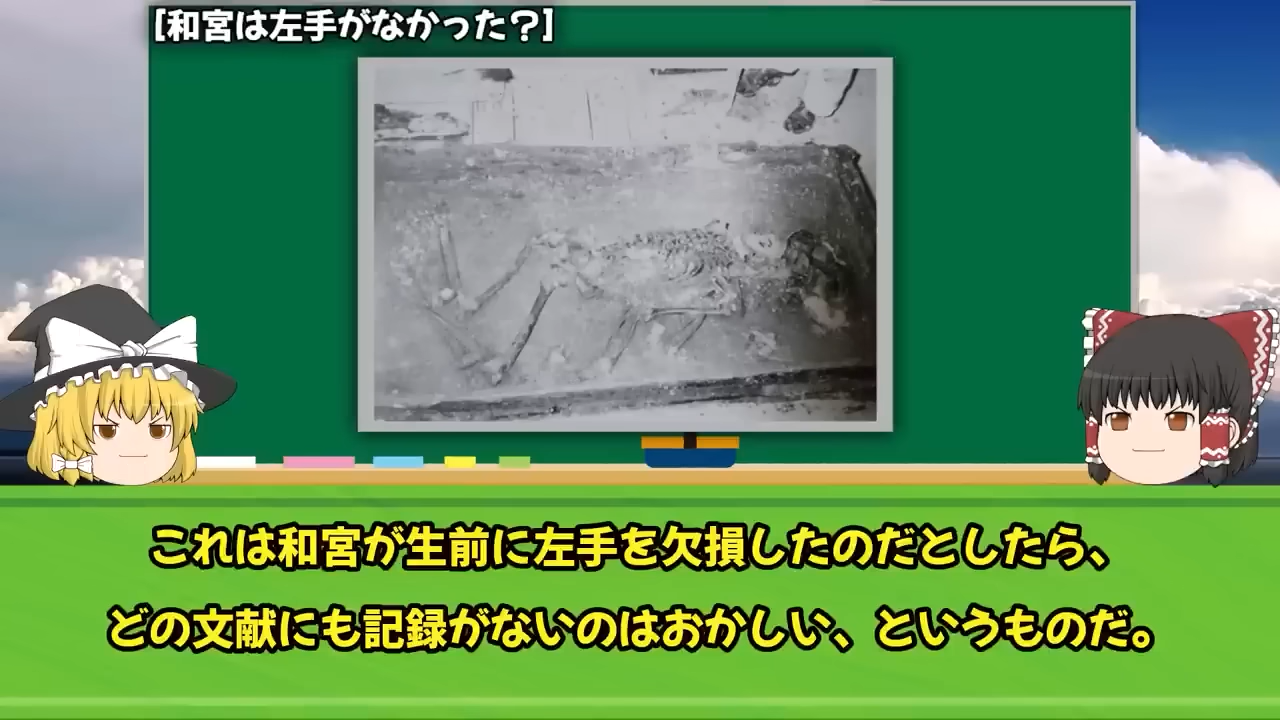 [和宮は左手がなかった？]
これは和宮が生前に左手を欠損したのだとしたら、
どの文献にも記録がないのはおかしい、というものだ。